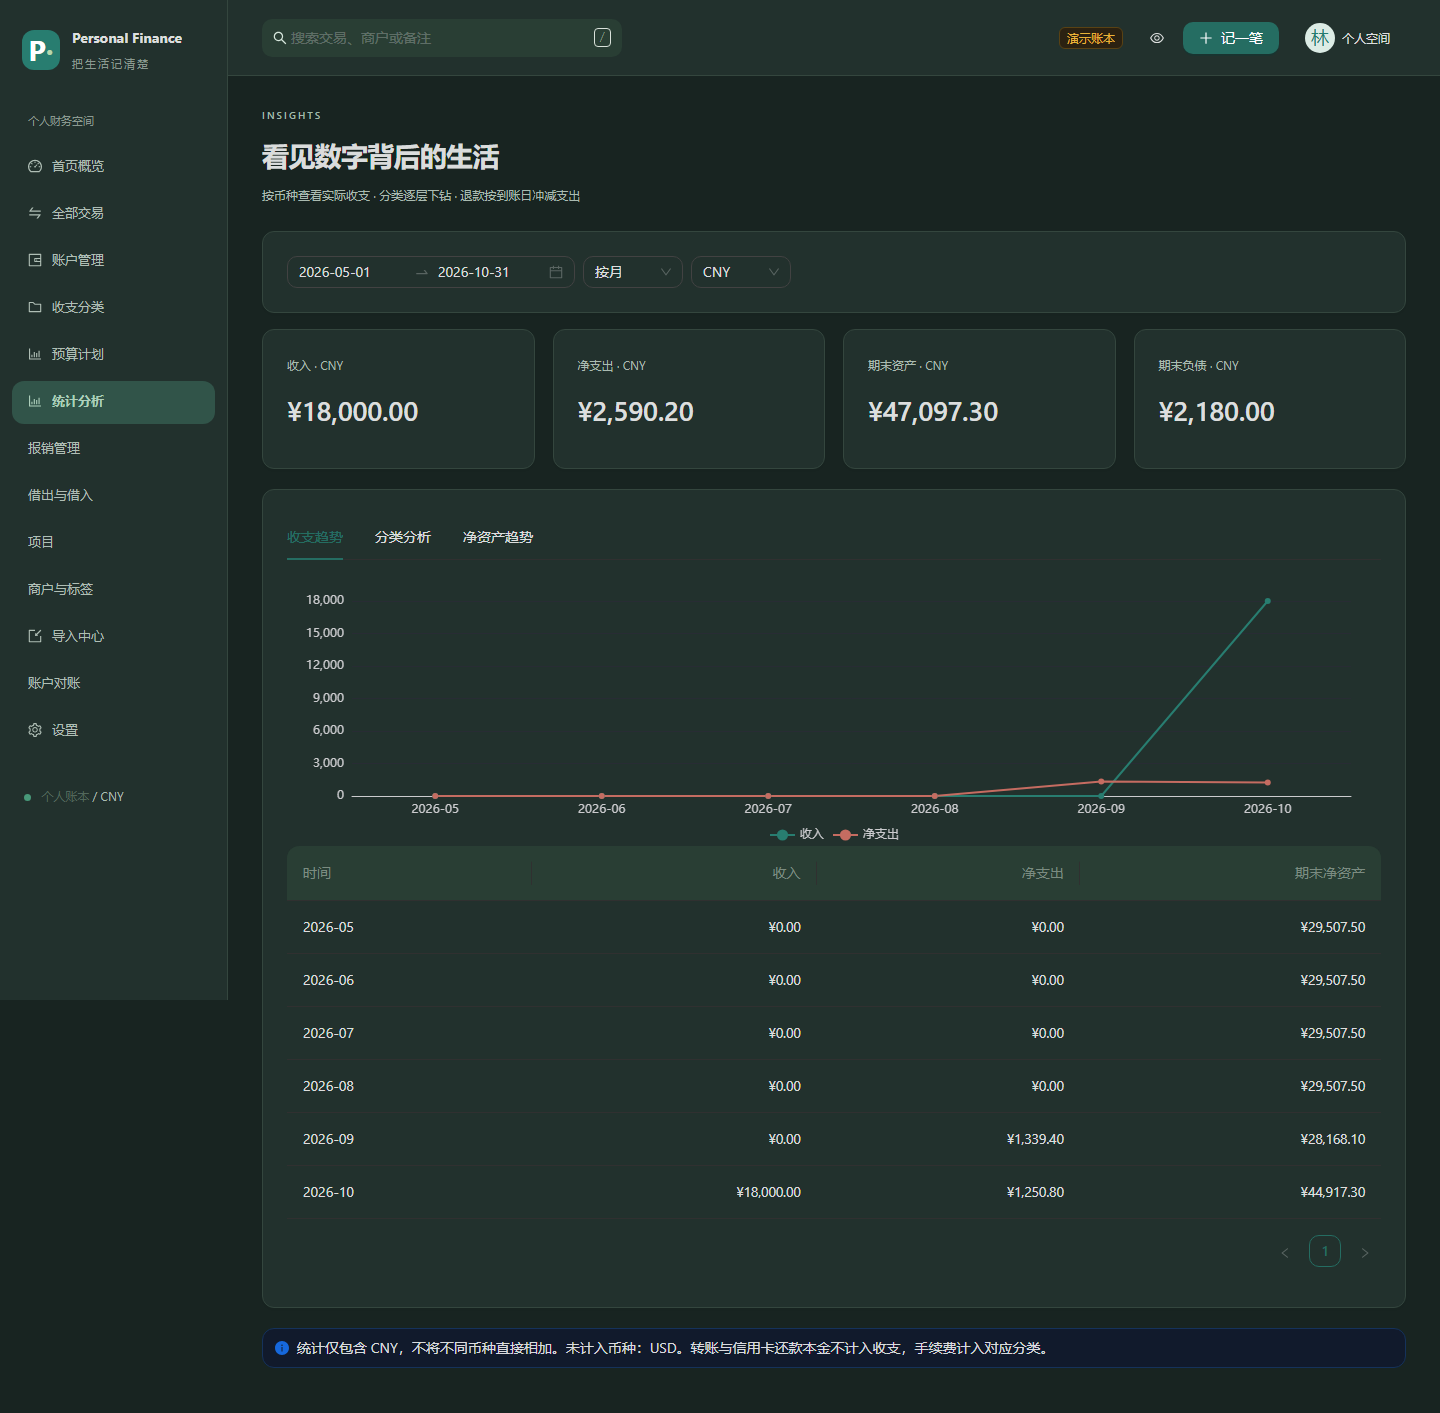 P.
Personal Finance
把生活记清楚
个人财务空间
首页概览
全部交易
账户管理
收支分类
预算计划
统计分析
报销管理
借出与借入
项目
商户与标签
导入中心
账户对账
设置
个人账本 / CNY
搜索交易、商户或备注 /
演示账本
记一笔
林 个人空间
INSIGHTS
看见数字背后的生活
按币种查看实际收支 · 分类逐层下钻 · 退款按到账日冲减支出
2026-05-01 → 2026-10-31 按月 CNY
收入 · CNY
¥18,000.00
净支出 · CNY
¥2,590.20
期末资产 · CNY
¥47,097.30
期末负债 · CNY
¥2,180.00
收支趋势 分类分析 净资产趋势
18,000
15,000
12,000
9,000
6,000
3,000
0
2026-05 2026-06 2026-07 2026-08 2026-09 2026-10
收入 净支出
时间 收入 净支出 期末净资产
2026-05 ¥0.00 ¥0.00 ¥29,507.50
2026-06 ¥0.00 ¥0.00 ¥29,507.50
2026-07 ¥0.00 ¥0.00 ¥29,507.50
2026-08 ¥0.00 ¥0.00 ¥29,507.50
2026-09 ¥0.00 ¥1,339.40 ¥28,168.10
2026-10 ¥18,000.00 ¥1,250.80 ¥44,917.30
< 1 >
统计仅包含 CNY，不将不同币种直接相加。未计入币种：USD。转账与信用卡还款本金不计入收支，手续费计入对应分类。